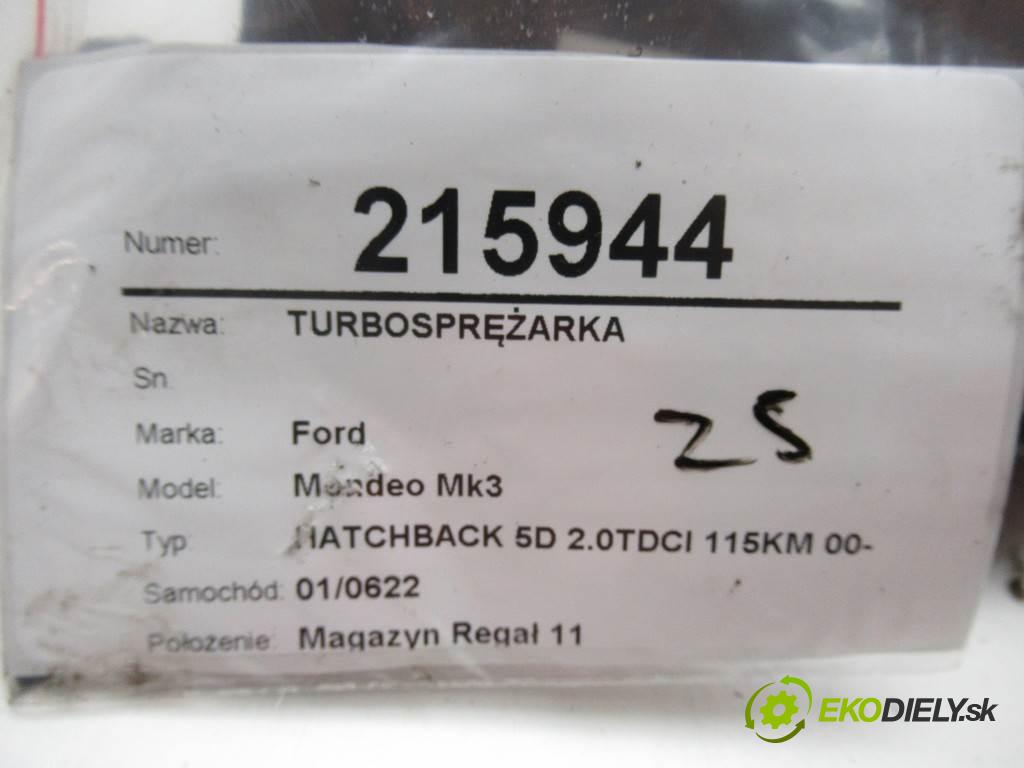 Numer: 215944
Nazwa: TURBOSPRĘŻARKA
Sn
Marka: Ford
Model: Mondeo Mk3
Typ: HATCHBACK 5D 2.0TDCI 115KM 00-
Samochód: 01/0622
Położenie: Magazyn Regał 11
25
EKODIELY.sk